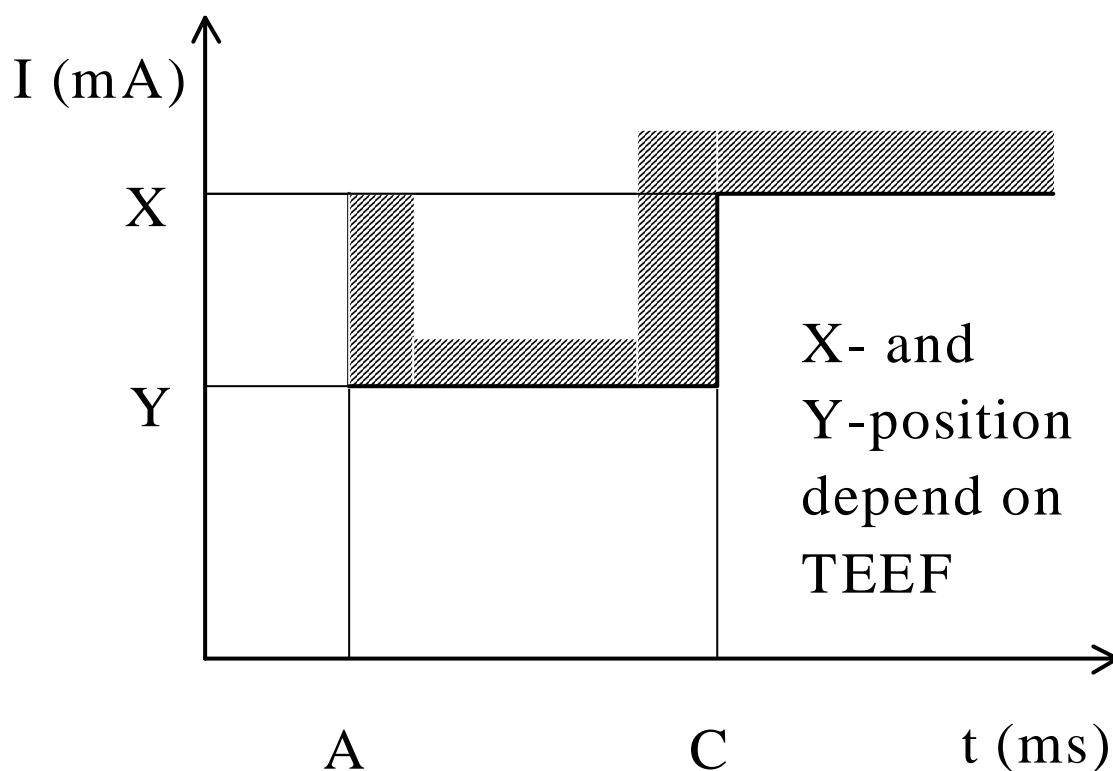 I (mA)
X
Y
X- and
Y-position
depend on
TEEF
A
C
t (ms)